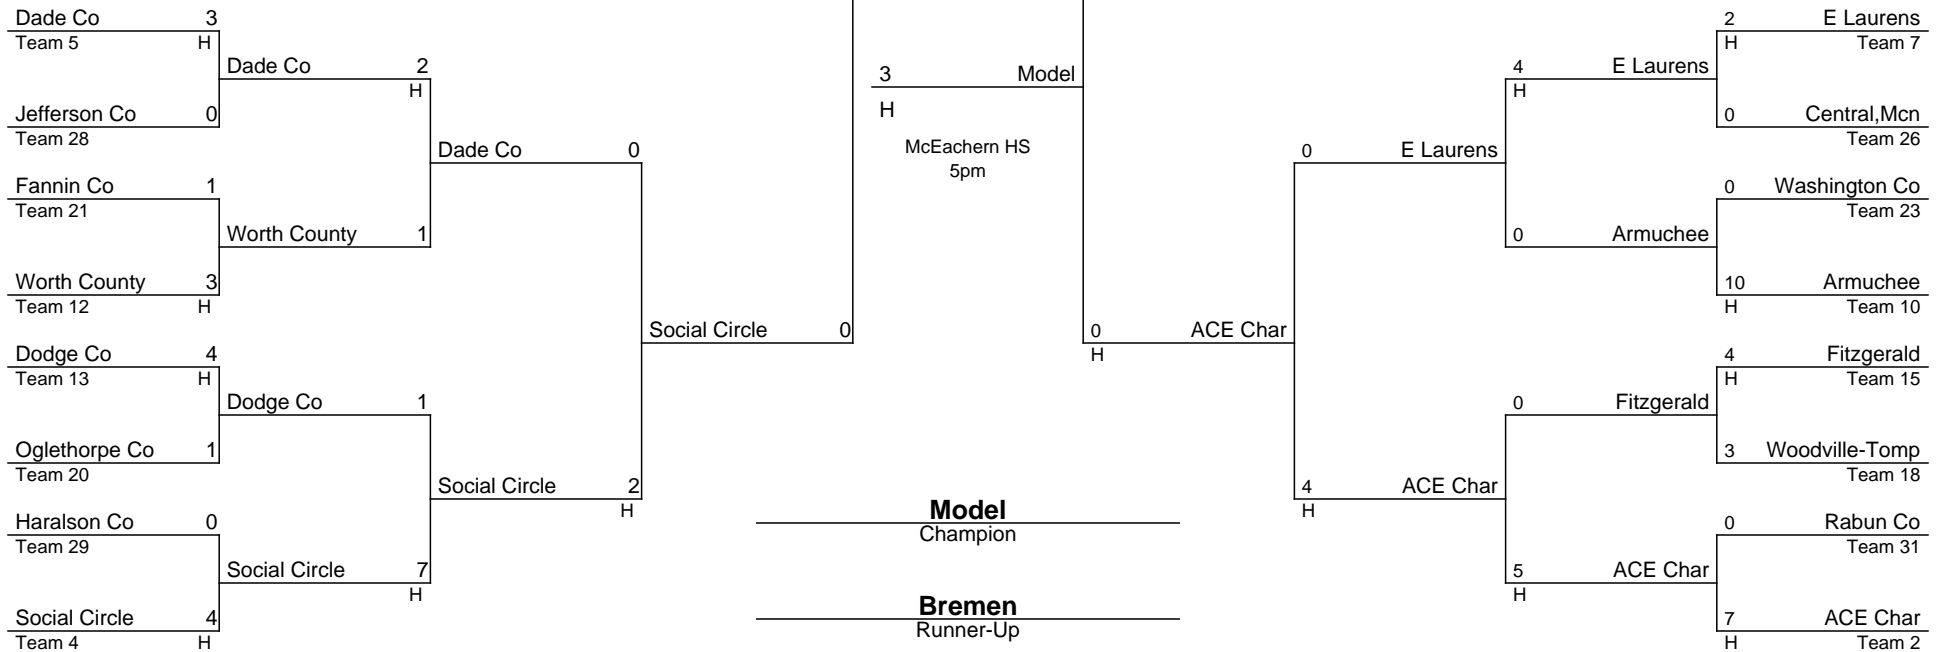 Dade Co 3
Team 5 H
Dade Co 2
H
Jefferson Co 0
Team 28
Dade Co 0
Fannin Co 1
Team 21
Worth County 1
Worth County 3
Team 12 H
Social Circle 0
Dodge Co 4
Team 13 H
Dodge Co 1
Oglethorpe Co 1
Team 20
Social Circle 2
H
Haralson Co 0
Team 29
Social Circle 7
H
Social Circle 4
Team 4 H
3 Model
H
McEachern HS
5pm
Model
Champion
Bremen
Runner-Up
2 E Laurens
H Team 7
4 E Laurens
H
0 Central,Mcn
Team 26
0 E Laurens
0 Washington Co
Team 23
0 Armuchee
10 Armuchee
H Team 10
0 ACE Char
H
4 Fitzgerald
H Team 15
0 Fitzgerald
3 Woodville-Tomp
Team 18
4 ACE Char
H
0 Rabun Co
Team 31
5 ACE Char
H
7 ACE Char
H Team 2